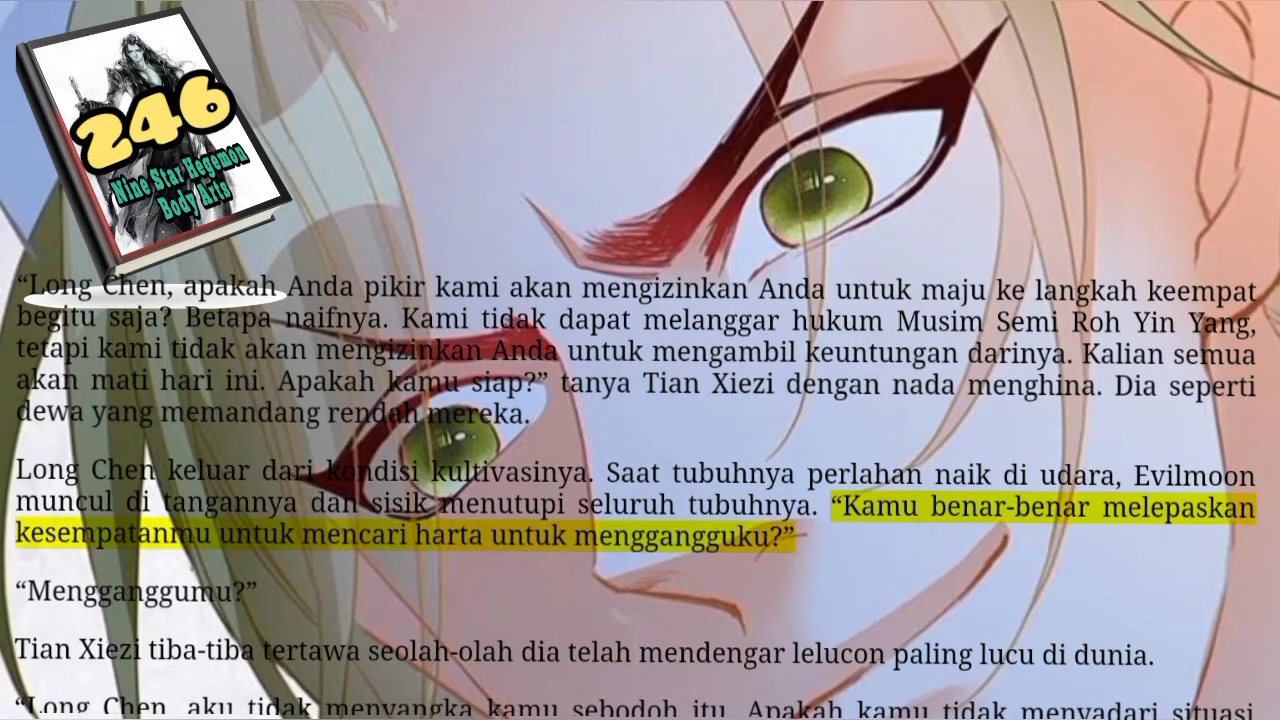 246
Nine Star Hegemon
Body Arts
“Long Chen, apakah Anda pikir kami akan mengizinkan Anda untuk maju ke langkah keempat
begitu saja? Betapa naifnya. Kami tidak dapat melanggar hukum Musim Semi Roh Yin Yang,
tetapi kami tidak akan mengizinkan Anda untuk mengambil keuntungan darinya. Kalian semua
akan mati hari ini. Apakah kamu siap?” tanya Tian Xiezi dengan nada menghina. Dia seperti
dewa yang memandang rendah mereka.
Long Chen keluar dari kondisi kultivasinya. Saat tubuhnya perlahan naik di udara, Evilmoon
muncul di tangannya dan sisik menutupi seluruh tubuhnya. “Kamu benar-benar melepaskan
kesempatanmu untuk mencari harta untuk menggangguku?”
“Mengganggumu?”
Tian Xiezi tiba-tiba tertawa seolah-olah dia telah mendengar lelucon paling lucu di dunia.
“Long Chen, aku tidak menyangka kamu sebodoh itu. Apakah kamu tidak menyadari situasi